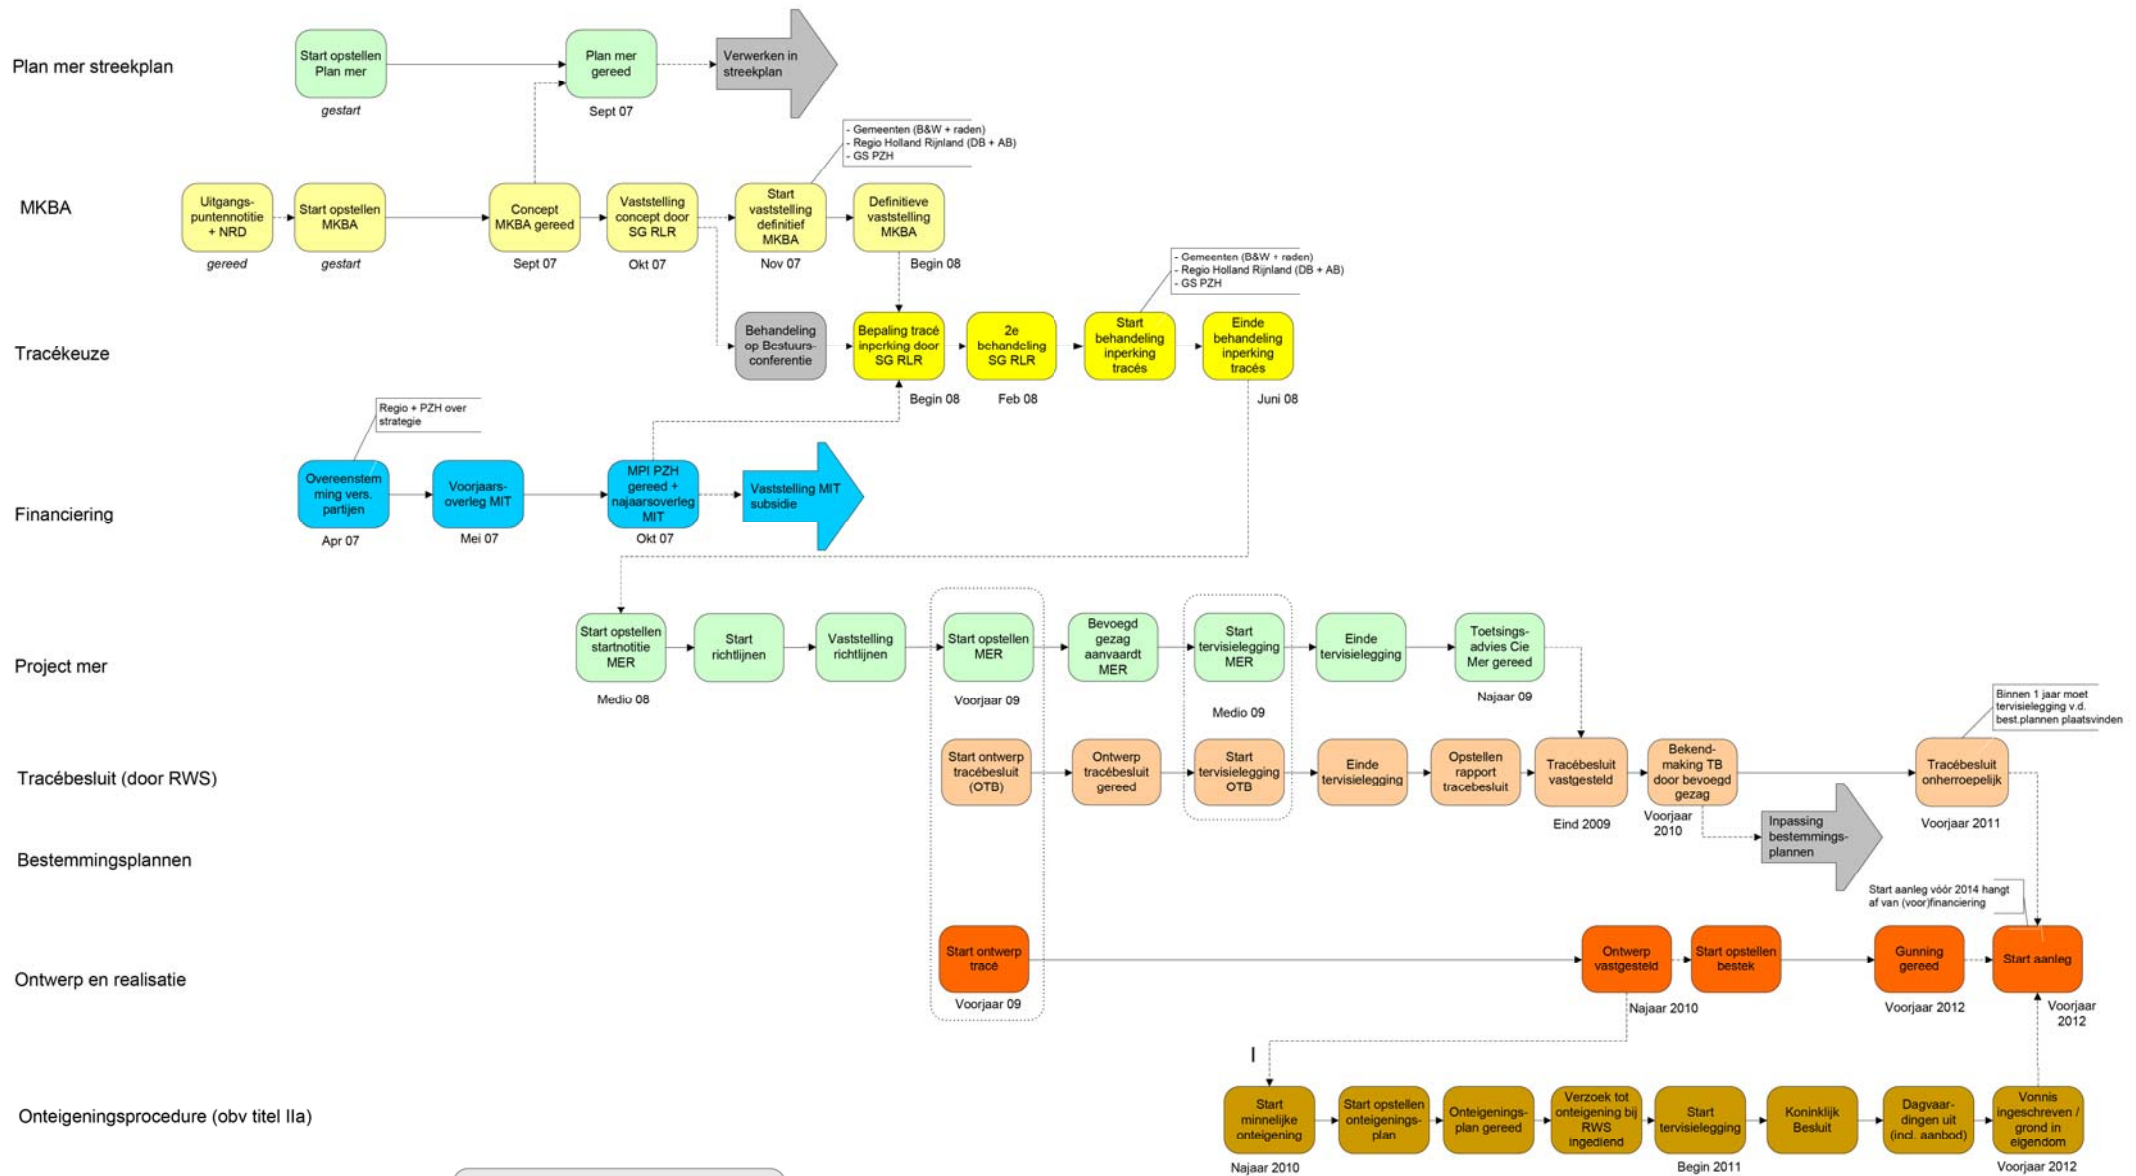 Plan mer streekplan
Start opstellen
Plan mer
gestart
Plan mer
gereed
Sept 07
Verwerken in
streekplan
- Gemeenten (B&W + raden)
- Regio Holland Rijnland (DB + AB)
- GS PZH
MKBA
Uitgangs-
puntennotitie
+ NRD
gereed
Start opstellen
MKBA
gestart
Concept
MKBA gereed
Sept 07
Vaststelling
concept door
SG RLR
Okt 07
Start
vaststelling
definitief
MKBA
Nov 07
Definitieve
vaststelling
MKBA
Begin 08
- Gemeenten (B&W + raden)
- Regio Holland Rijnland (DB + AB)
- GS PZH
Tracékeuze
Behandeling
op Bestuurs-
conferentie
Bepaling tracé
inperking door
SG RLR
Begin 08
2e
behandeling
SG RLR
Feb 08
Start
behandeling
inperking
tracés
Einde
behandeling
inperking
tracés
Juni 08
Regio + PZH over
strategie
Financiering
Overeenstem
ming vers.
partijen
Apr 07
Voorjaars-
overleg MIT
Mei 07
MPI PZH
gereed +
najaarsoverleg
MIT
Okt 07
Vaststelling MIT
subsidie
Project mer
Start opstellen
startnotitie
MER
Medio 08
Start
richtlijnen
Vaststelling
richtlijnen
Start opstellen
MER
Voorjaar 09
Bevoegd
gezag
aanvaardt
MER
Start
tervisielegging
MER
Medio 09
Einde
tervisielegging
Toetsings-
advies Cie
Mer gereed
Najaar 09
Binnen 1 jaar moet
tervisielegging v.d.
best.plannen plaatsvinden
Tracébesluit (door RWS)
Start ontwerp
tracébesluit
(OTB)
Ontwerp
tracébesluit
gereed
Start
tervisielegging
OTB
Einde
tervisielegging
Opstellen
rapport
tracebesluit
Tracébesluit
vastgesteld
Eind 2009
Bekend-
making TB
door bevoegd
gezag
Voorjaar
2010
Tracébesluit
onherroepelijk
Voorjaar 2011
Bestemmingsplannen
Inpassing
bestemmings-
plannen
Start aanleg vóór 2014 hangt
af van (voor)financiering
Ontwerp en realisatie
Start ontwerp
tracé
Voorjaar 09
Ontwerp
vastgesteld
Najaar 2010
Start opstellen
bestek
Gunning
gereed
Voorjaar 2012
Start aanleg
Voorjaar
2012
I
Onteigeningsprocedure (obv titel IIa)
Start
minnelijke
onteigening
Najaar 2010
Start opstellen
onteigenings-
plan
Onteigenings-
plan gereed
Verzoek tot
onteigening bij
RWS
ingediend
Start
tervisielegging
Begin 2011
Koninklijk
Besluit
Dagvaar-
dingen uit
(incl. aanbod)
Vonnis
ingeschreven /
grond in
eigendom
Voorjaar 2012